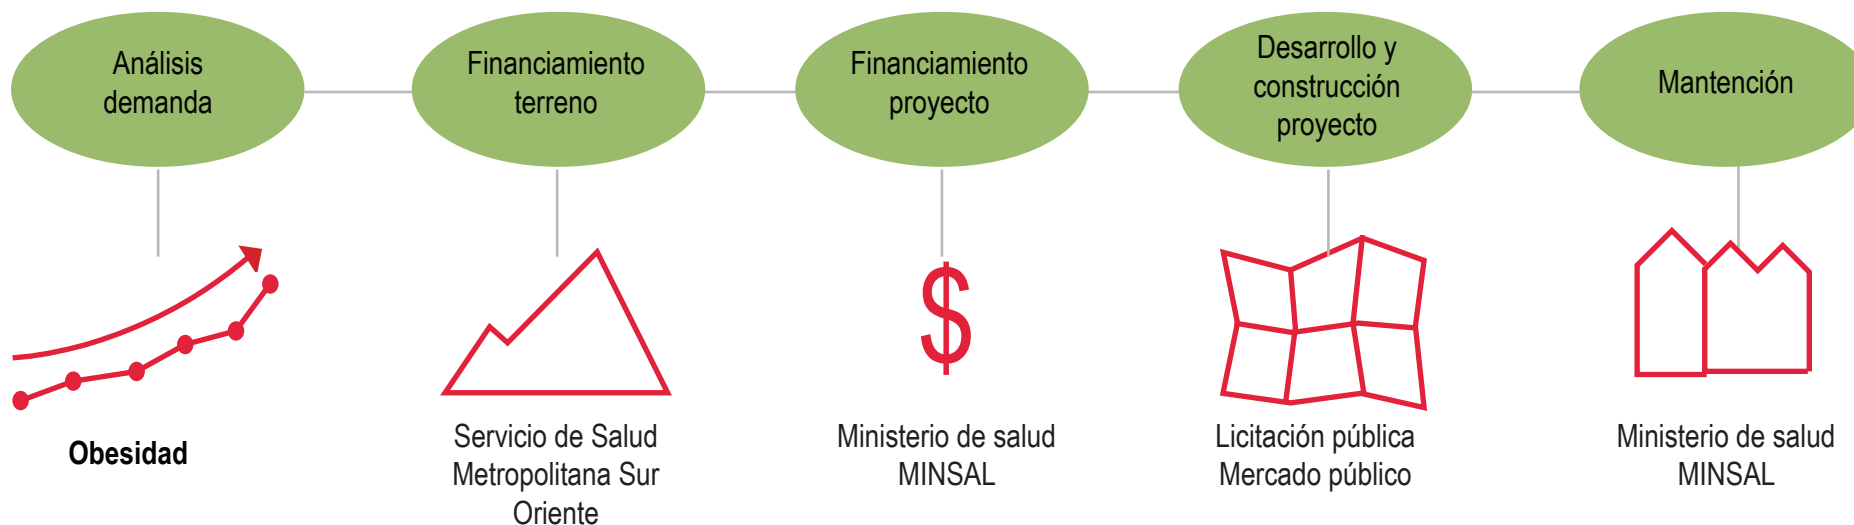 Análisis
demanda
Financiamiento
terreno
Financiamiento
proyecto
Desarrollo y
construcción
proyecto
Mantención
$
Obesidad
Servicio de Salud
Metropolitana Sur
Oriente
Ministerio de salud
MINSAL
Licitación pública
Mercado público
Ministerio de salud
MINSAL